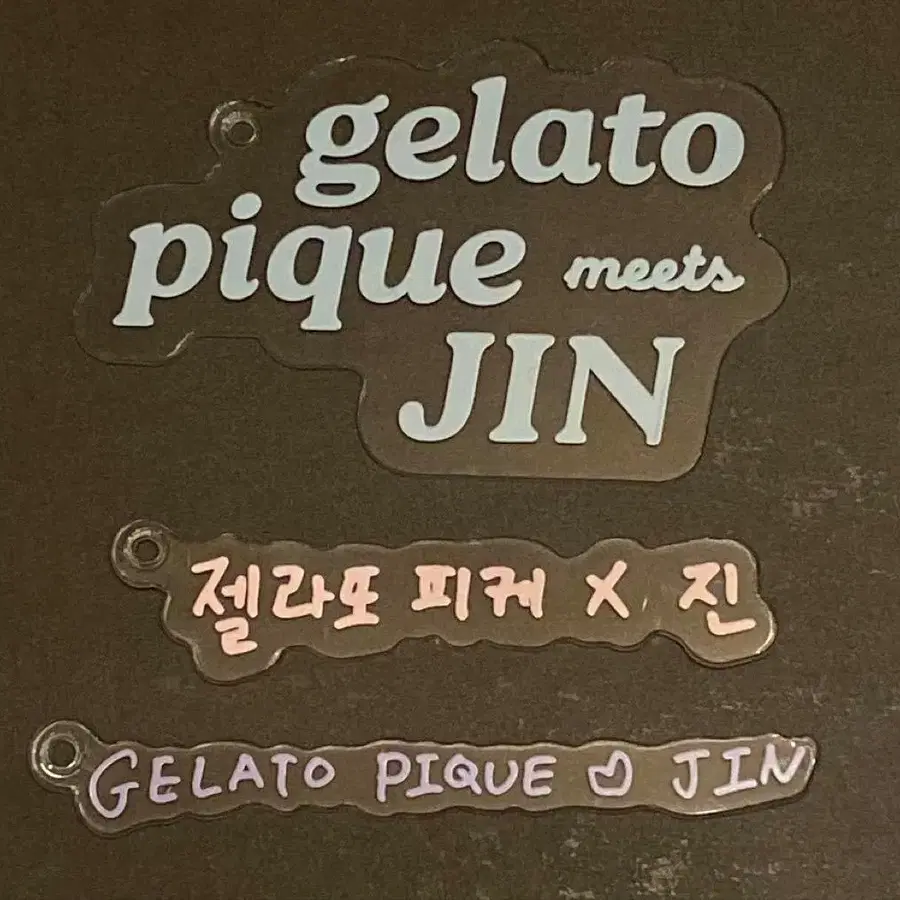 gelato
pique meets
JIN
젤라또 피케 X 진
GELATO PIQUE ♡ JIN